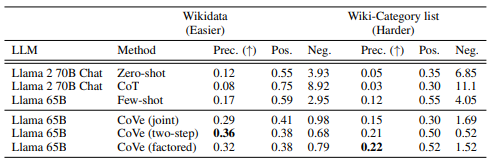 Wikidata Wiki-Category list
(Easier) (Harder)
LLM Method Prec. (↑) Pos. Neg. Prec. (↑) Pos. Neg.
Llama 2 70B Chat Zero-shot 0.12 0.55 3.93 0.05 0.35 6.85
Llama 2 70B Chat CoT 0.08 0.75 8.92 0.03 0.30 11.1
Llama 65B Few-shot 0.17 0.59 2.95 0.12 0.55 4.05
Llama 65B CoVe (joint) 0.29 0.41 0.98 0.15 0.30 1.69
Llama 65B CoVe (two-step) 0.36 0.38 0.68 0.21 0.50 0.52
Llama 65B CoVe (factored) 0.32 0.38 0.79 0.22 0.52 1.52